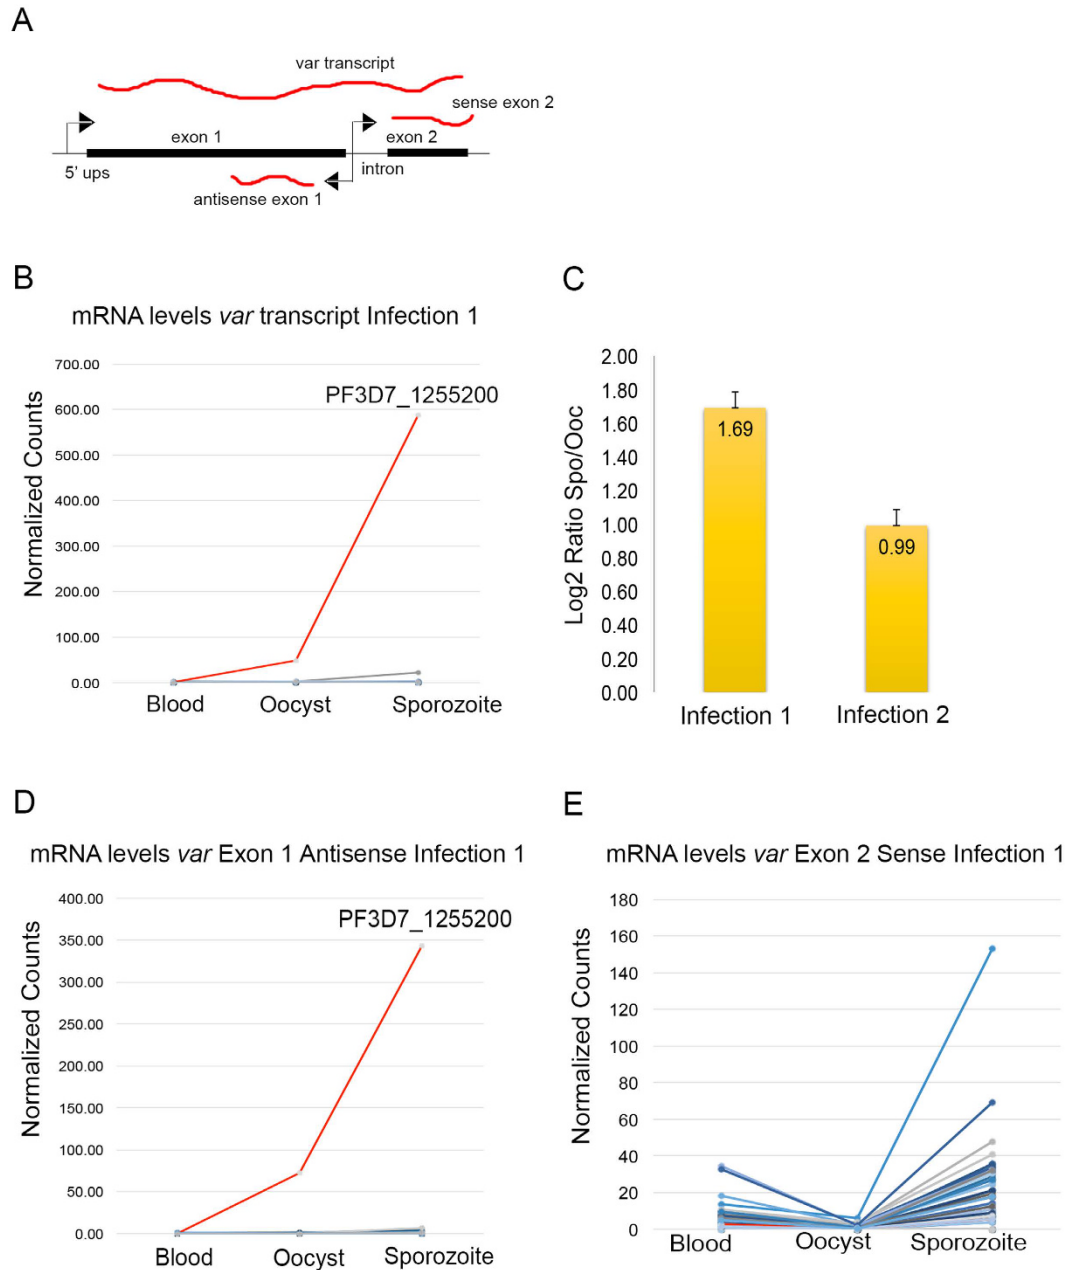 A
var transcript
sense exon 2
exon 1
exon 2
5' ups
intron
antisense exon 1
B
mRNA levels var transcript Infection 1
Normalized Counts
700.00
600.00
500.00
400.00
300.00
200.00
100.00
0.00
PF3D7_1255200
Blood
Oocyst
Sporozoite
C
Log2 Ratio Spo/Ooc
2.00
1.80
1.60
1.40
1.20
1.00
0.80
0.60
0.40
0.20
0.00
1.69
0.99
Infection 1
Infection 2
D
mRNA levels var Exon 1 Antisense Infection 1
Normalized Counts
400.00
350.00
300.00
250.00
200.00
150.00
100.00
50.00
0.00
PF3D7_1255200
Blood
Oocyst
Sporozoite
E
mRNA levels var Exon 2 Sense Infection 1
Normalized Counts
180
160
140
120
100
80
60
40
20
0
Blood
Oocyst
Sporozoite